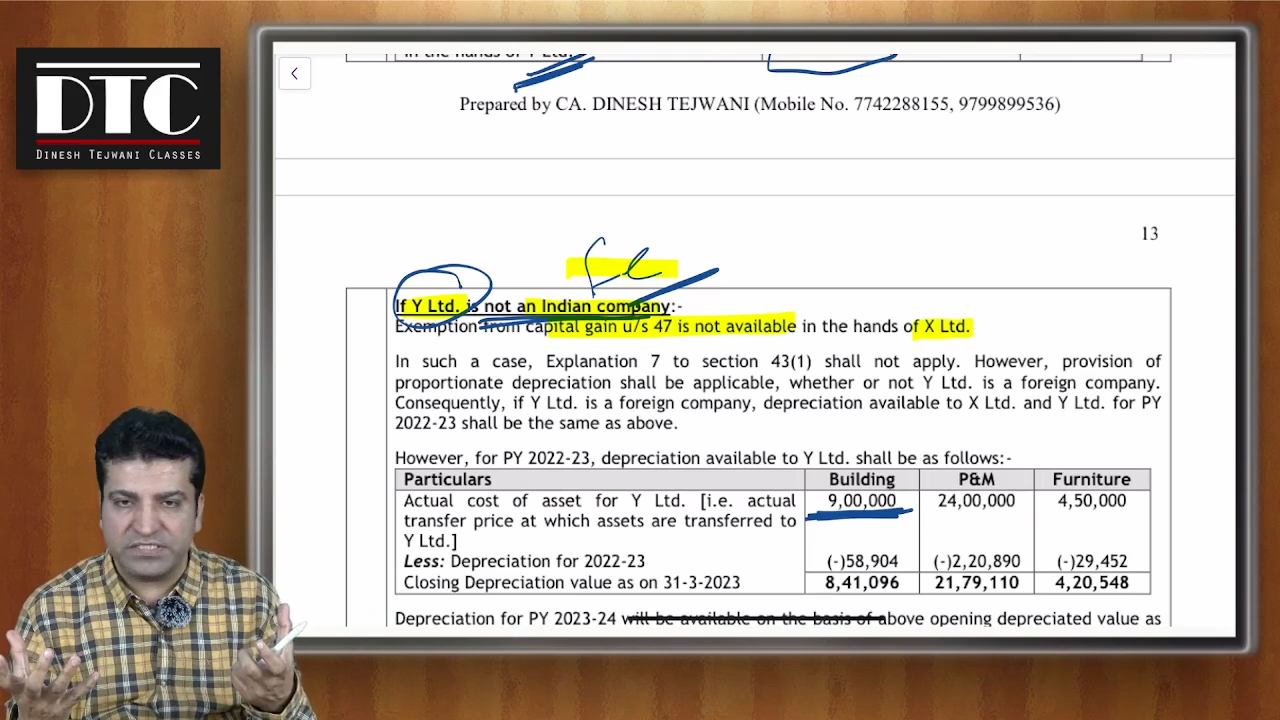 DTC
DINESH TEJWANI CLASSES
in the hands of Y Ltd.
Prepared by CA. DINESH TEJWANI (Mobile No. 7742288155, 9799899536)
13
If Y Ltd. is not an Indian company:-
Exemption from capital gain u/s 47 is not available in the hands of X Ltd.
In such a case, Explanation 7 to section 43(1) shall not apply. However, provision of
proportionate depreciation shall be applicable, whether or not Y Ltd. is a foreign company.
Consequently, if Y Ltd. is a foreign company, depreciation available to X Ltd. and Y Ltd. for PY
2022-23 shall be the same as above.
However, for PY 2022-23, depreciation available to Y Ltd. shall be as follows:-
Particulars Building P&M Furniture
Actual cost of asset for Y Ltd. [i.e. actual 9,00,000 24,00,000 4,50,000
transfer price at which assets are transferred to
Y Ltd.]
Less: Depreciation for 2022-23 (-)58,904 (-)2,20,890 (-)29,452
Closing Depreciation value as on 31-3-2023 8,41,096 21,79,110 4,20,548
Depreciation for PY 2023-24 will be available on the basis of above opening depreciated value as